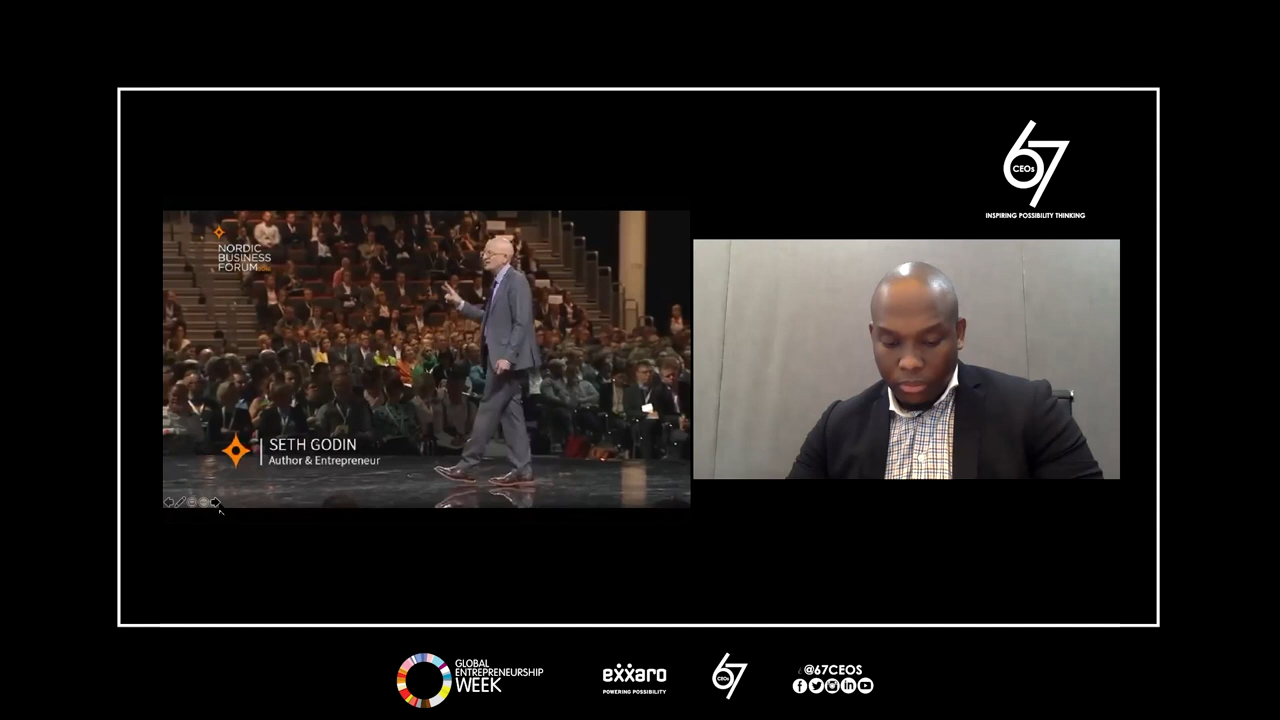 67
CEOs
INSPIRING POSSIBILITY THINKING
NORDIC
BUSINESS
FORUM
SETH GODIN
Author & Entrepreneur
GLOBAL
ENTREPRENEURSHIP
WEEK
exxaro
POWERING POSSIBILITY
67
CEOs
@67CEOS